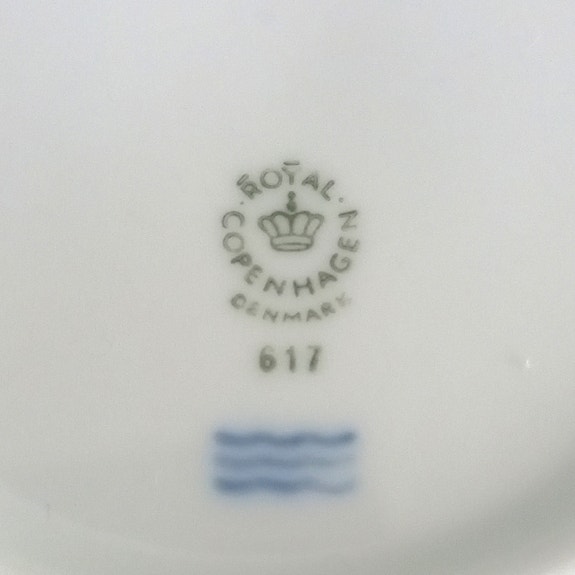 ROYAL
COPENHAGEN
DENMARK
617